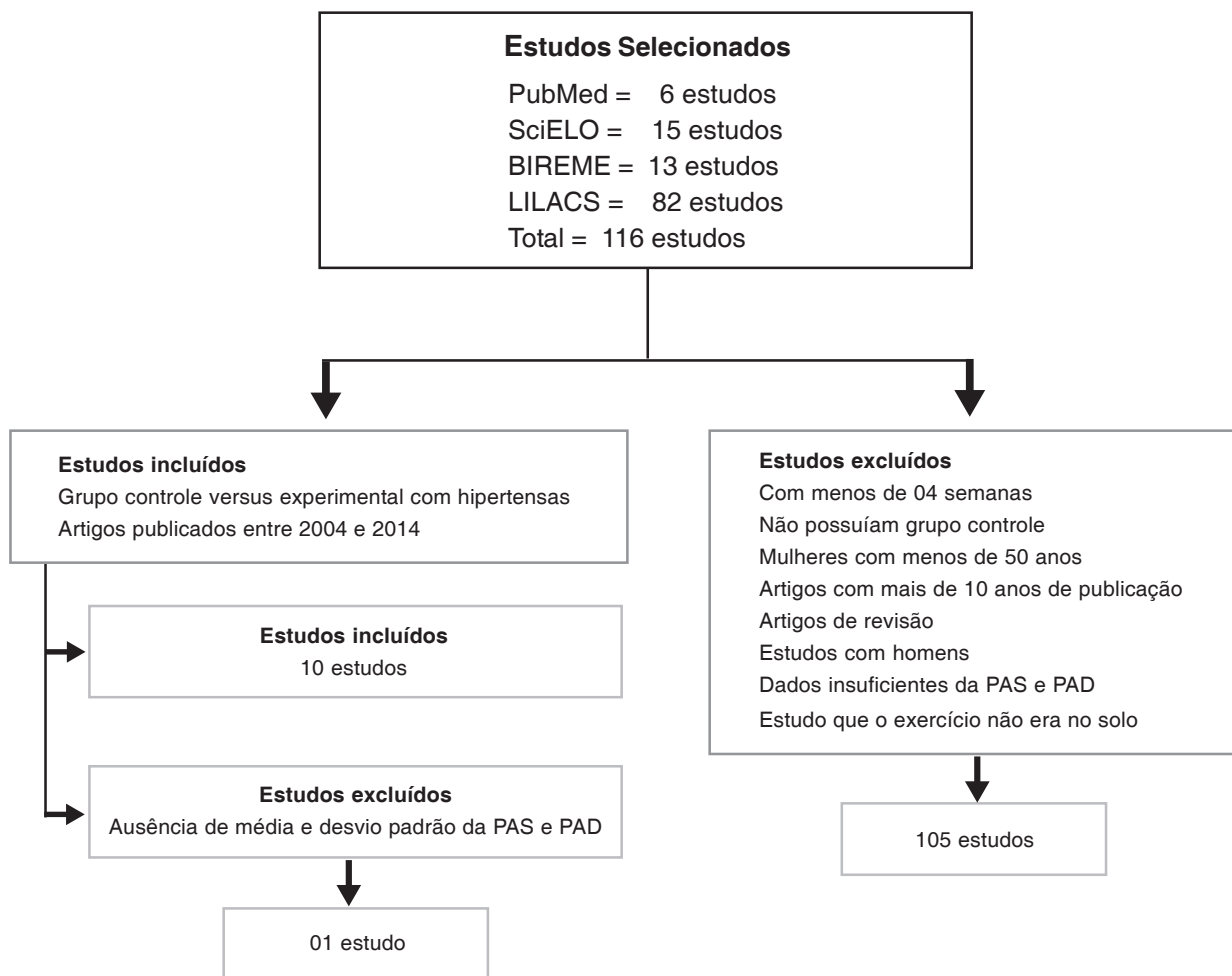 Estudos Selecionados
PubMed = 6 estudos
SciELO = 15 estudos
BIREME = 13 estudos
LILACS = 82 estudos
Total = 116 estudos
Estudos incluídos
Grupo controle versus experimental com hipertensas
Artigos publicados entre 2004 e 2014
Estudos incluídos
10 estudos
Estudos excluídos
Ausência de média e desvio padrão da PAS e PAD
01 estudo
Estudos excluídos
Com menos de 04 semanas
Não possuíam grupo controle
Mulheres com menos de 50 anos
Artigos com mais de 10 anos de publicação
Artigos de revisão
Estudos com homens
Dados insuficientes da PAS e PAD
Estudo que o exercício não era no solo
105 estudos